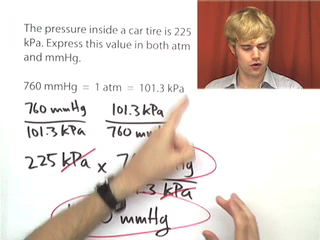 The pressure inside a car tire is 225
kPa. Express this value in both atm
and mmHg.
760 mmHg = 1 atm = 101.3 kPa
760 mmHg 101.3 kPa
101.3 kPa 760
225 kPa ×
kPa
mmHg